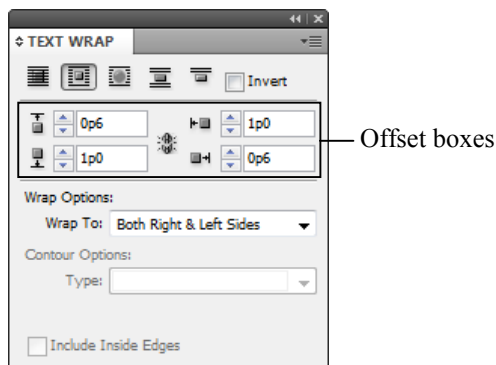 TEXT WRAP
Invert
0p6 1p0
Offset boxes
1p0 0p6
Wrap Options:
Wrap To: Both Right & Left Sides
Contour Options:
Type:
Include Inside Edges